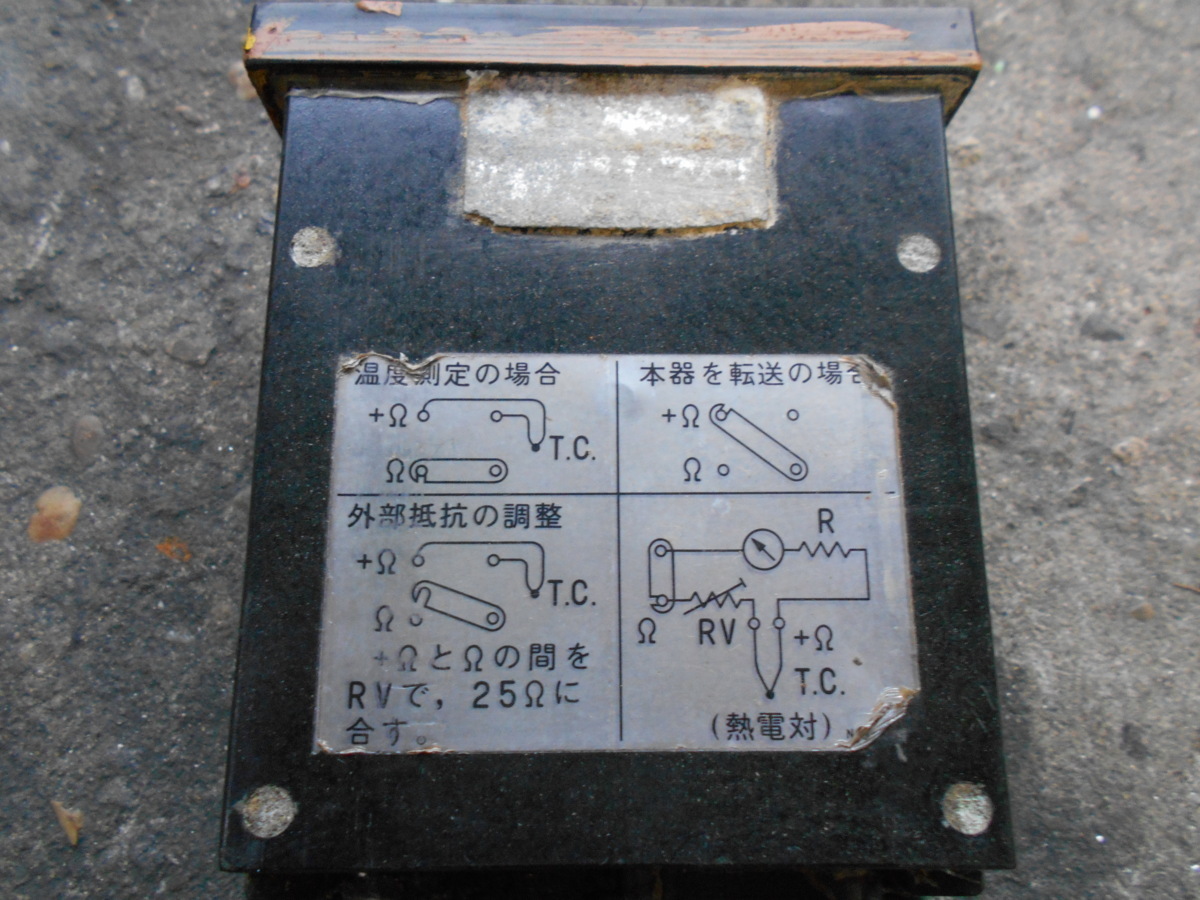 温度測定の場合
+Ω
T.C.
Ω
本器を転送の場合
+Ω
Ω
外部抵抗の調整
+Ω
T.C.
Ω
+ΩとΩの間を
RVで,25Ωに
合す。
R
Ω
RV
+Ω
T.C.
(熱電対)